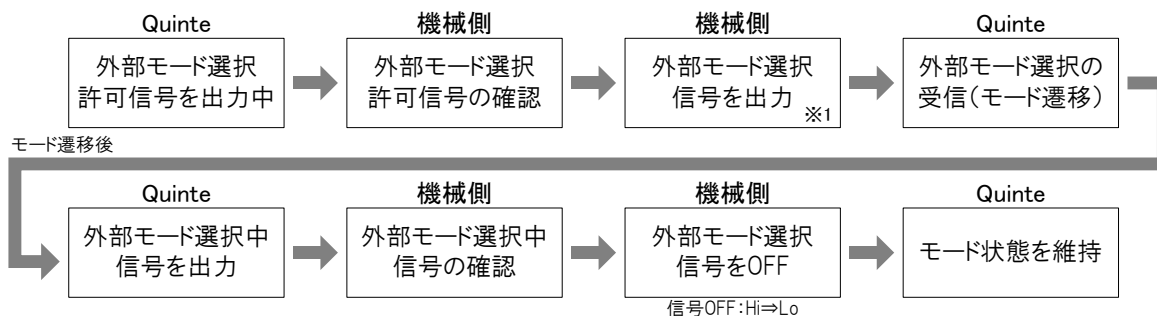 Quinte
外部モード選択
許可信号を出力中
機械側
外部モード選択
許可信号の確認
機械側
外部モード選択
信号を出力
※1
Quinte
外部モード選択の
受信(モード遷移)
モード遷移後
Quinte
外部モード選択中
信号を出力
機械側
外部モード選択中
信号の確認
機械側
外部モード選択
信号をOFF
信号OFF:Hi⇒Lo
Quinte
モード状態を維持